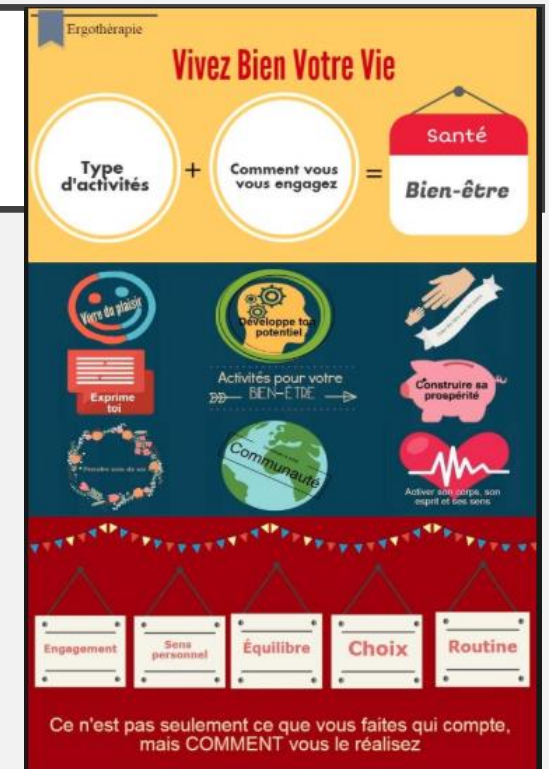 Ergothérapie
Vivez Bien Votre Vie
Type
d'activités
+
Comment vous
vous engagez
=
Santé
Bien-être
Vivre du plaisir
Développe ton
potentiel
Exprime
toi
Activités pour votre
BIEN-ÊTRE
Construire sa
prospérité
Prendre soin de soi
Communauté
Activer son corps, son
esprit et ses sens
Engagement
Sens
personnel
Équilibre
Choix
Routine
Ce n'est pas seulement ce que vous faites qui compte,
mais COMMENT vous le réalisez